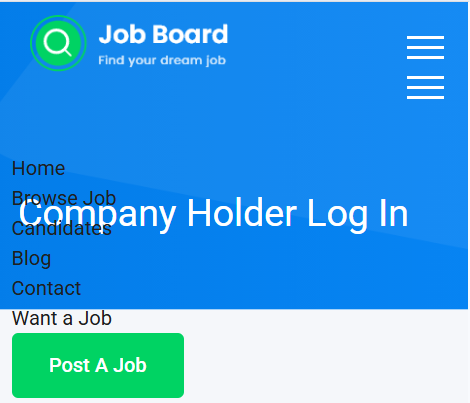 Job Board
Find your dream job
Home
Browse Job
Company Holder Log In
Candidates
Blog
Contact
Want a Job
Post A Job